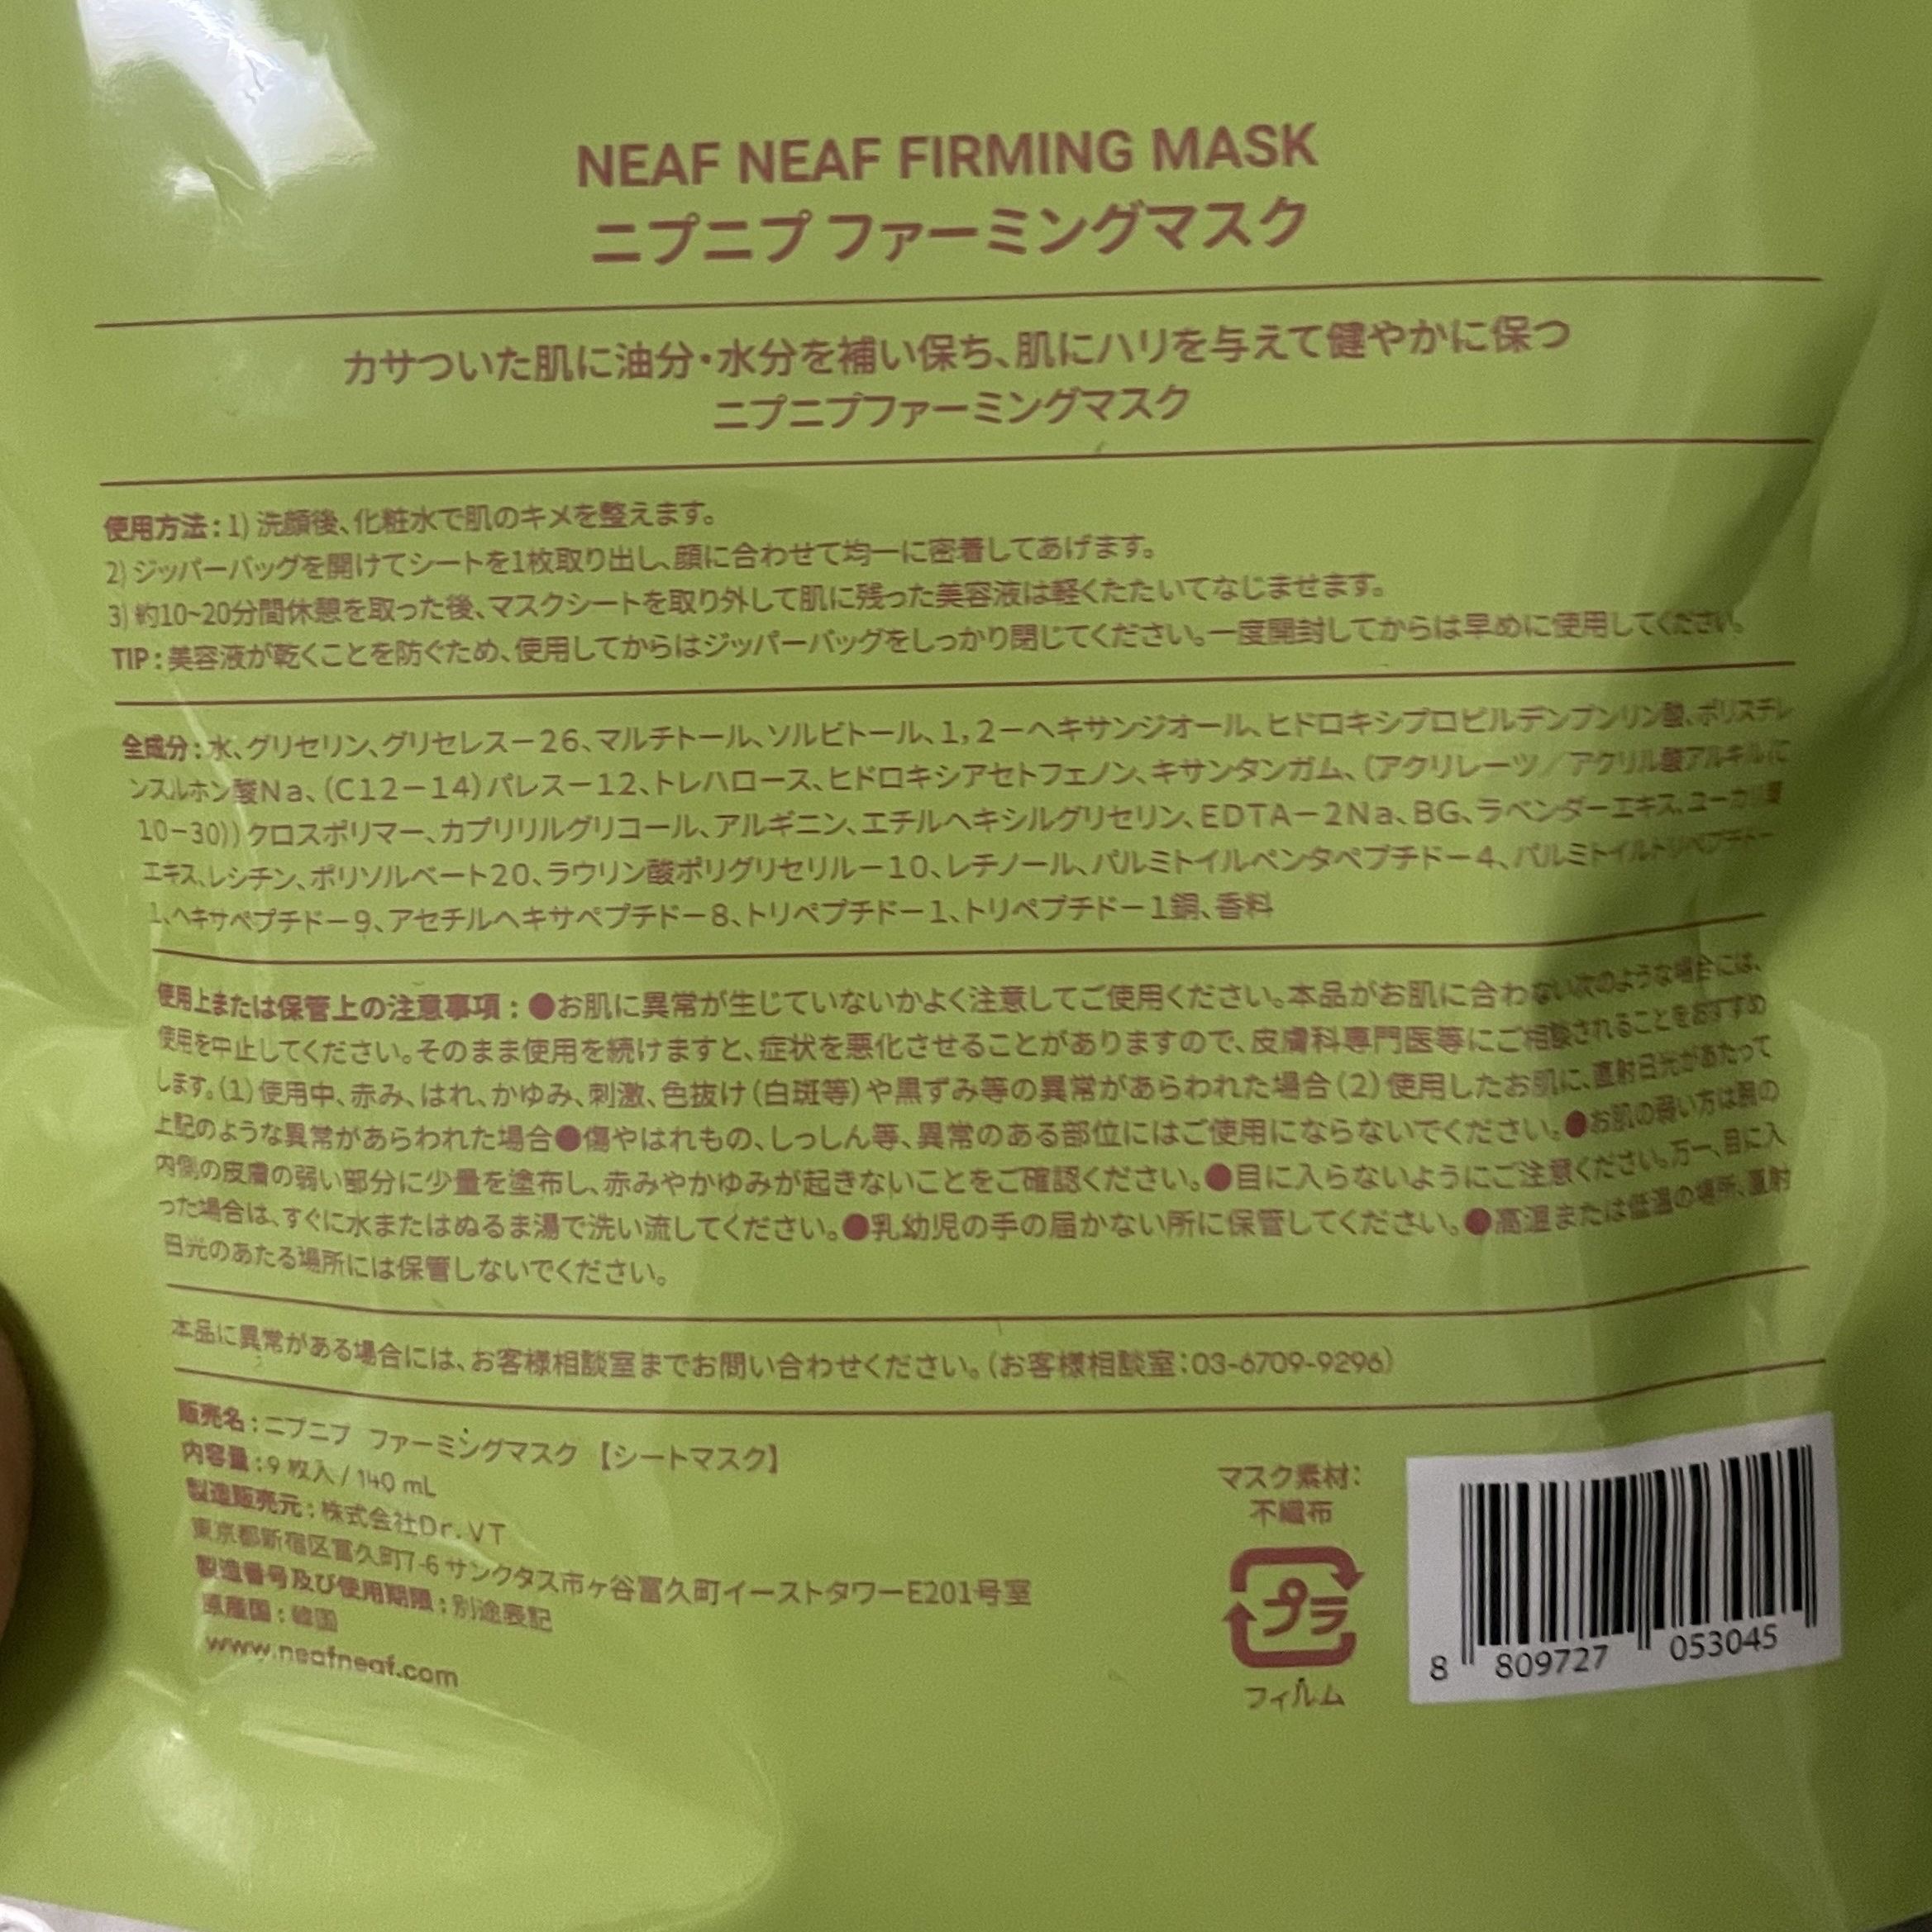 NEAF NEAF FIRMING MASK
ニプニプ ファーミングマスク
カサついた肌に油分・水分を補い保ち、肌にハリを与えて健やかに保つ
ニプニプファーミングマスク
使用方法：1) 洗顔後、化粧水で肌のキメを整えます。
2) ジッパーバッグを開けてシートを1枚取り出し、顔に合わせて均一に密着してあげます。
3) 約10~20分間休憩を取った後、マスクシートを取り外して肌に残った美容液は軽くたたいてなじませます。
TIP：美容液が乾くことを防ぐため、使用してからはジッパーバッグをしっかり閉じてください。一度開封してからは早めに使用してください。
全成分：水、グリセリン、グリセレス－26、マルチトール、ソルビトール、1，2－ヘキサンジオール、ヒドロキシプロピルデンプンリン酸、ポリスチレ
ンスルホン酸Na、（C12－14）パレス－12、トレハロース、ヒドロキシアセトフェノン、キサンタンガム、（アクリレーツ／アクリル酸アルキル（C
10－30））クロスポリマー、カプリリルグリコール、アルギニン、エチルヘキシルグリセリン、EDTA－2Na、BG、ラベンダーエキス、ユーカリ葉
エキス、レシチン、ポリソルベート20、ラウリン酸ポリグリセリル－10、レチノール、パルミトイルペンタペプチド－4、パルミトイルトリペプチド－
1、ヘキサペプチド－9、アセチルヘキサペプチド－8、トリペプチド－1、トリペプチド－1銅、香料
使用上または保管上の注意事項：●お肌に異常が生じていないかよく注意してご使用ください。本品がお肌に合わない次のような場合には、
使用を中止してください。そのまま使用を続けますと、症状を悪化させることがありますので、皮膚科専門医等にご相談されることをおすすめ
します。（1）使用中、赤み、はれ、かゆみ、刺激、色抜け（白斑等）や黒ずみ等の異常があらわれた場合（2）使用したお肌に、直射日光があたって
上記のような異常があらわれた場合●傷やはれもの、しっしん等、異常のある部位にはご使用にならないでください。●お肌の弱い方は腕の
内側の皮膚の弱い部分に少量を塗布し、赤みやかゆみが起きないことをご確認ください。●目に入らないようにご注意ください。万一、目に入
った場合は、すぐに水またはぬるま湯で洗い流してください。●乳幼児の手の届かない所に保管してください。●高温または低温の場所、直射
日光のあたる場所には保管しないでください。
本品に異常がある場合には、お客様相談室までお問い合わせください。（お客様相談室：03-6709-9296）
販売名：ニプニプ ファーミングマスク【シートマスク】
内容量：9 枚入 / 140 mL
製造販売元：株式会社Dr.VT
東京都新宿区富久町7-6 サンクタス市ヶ谷富久町イーストタワーE201号室
製造番号及び使用期限：別途表記
原産国：韓国
www.neafneaf.com
マスク素材：
不織布
プラ
フィルム
8 809727 053045